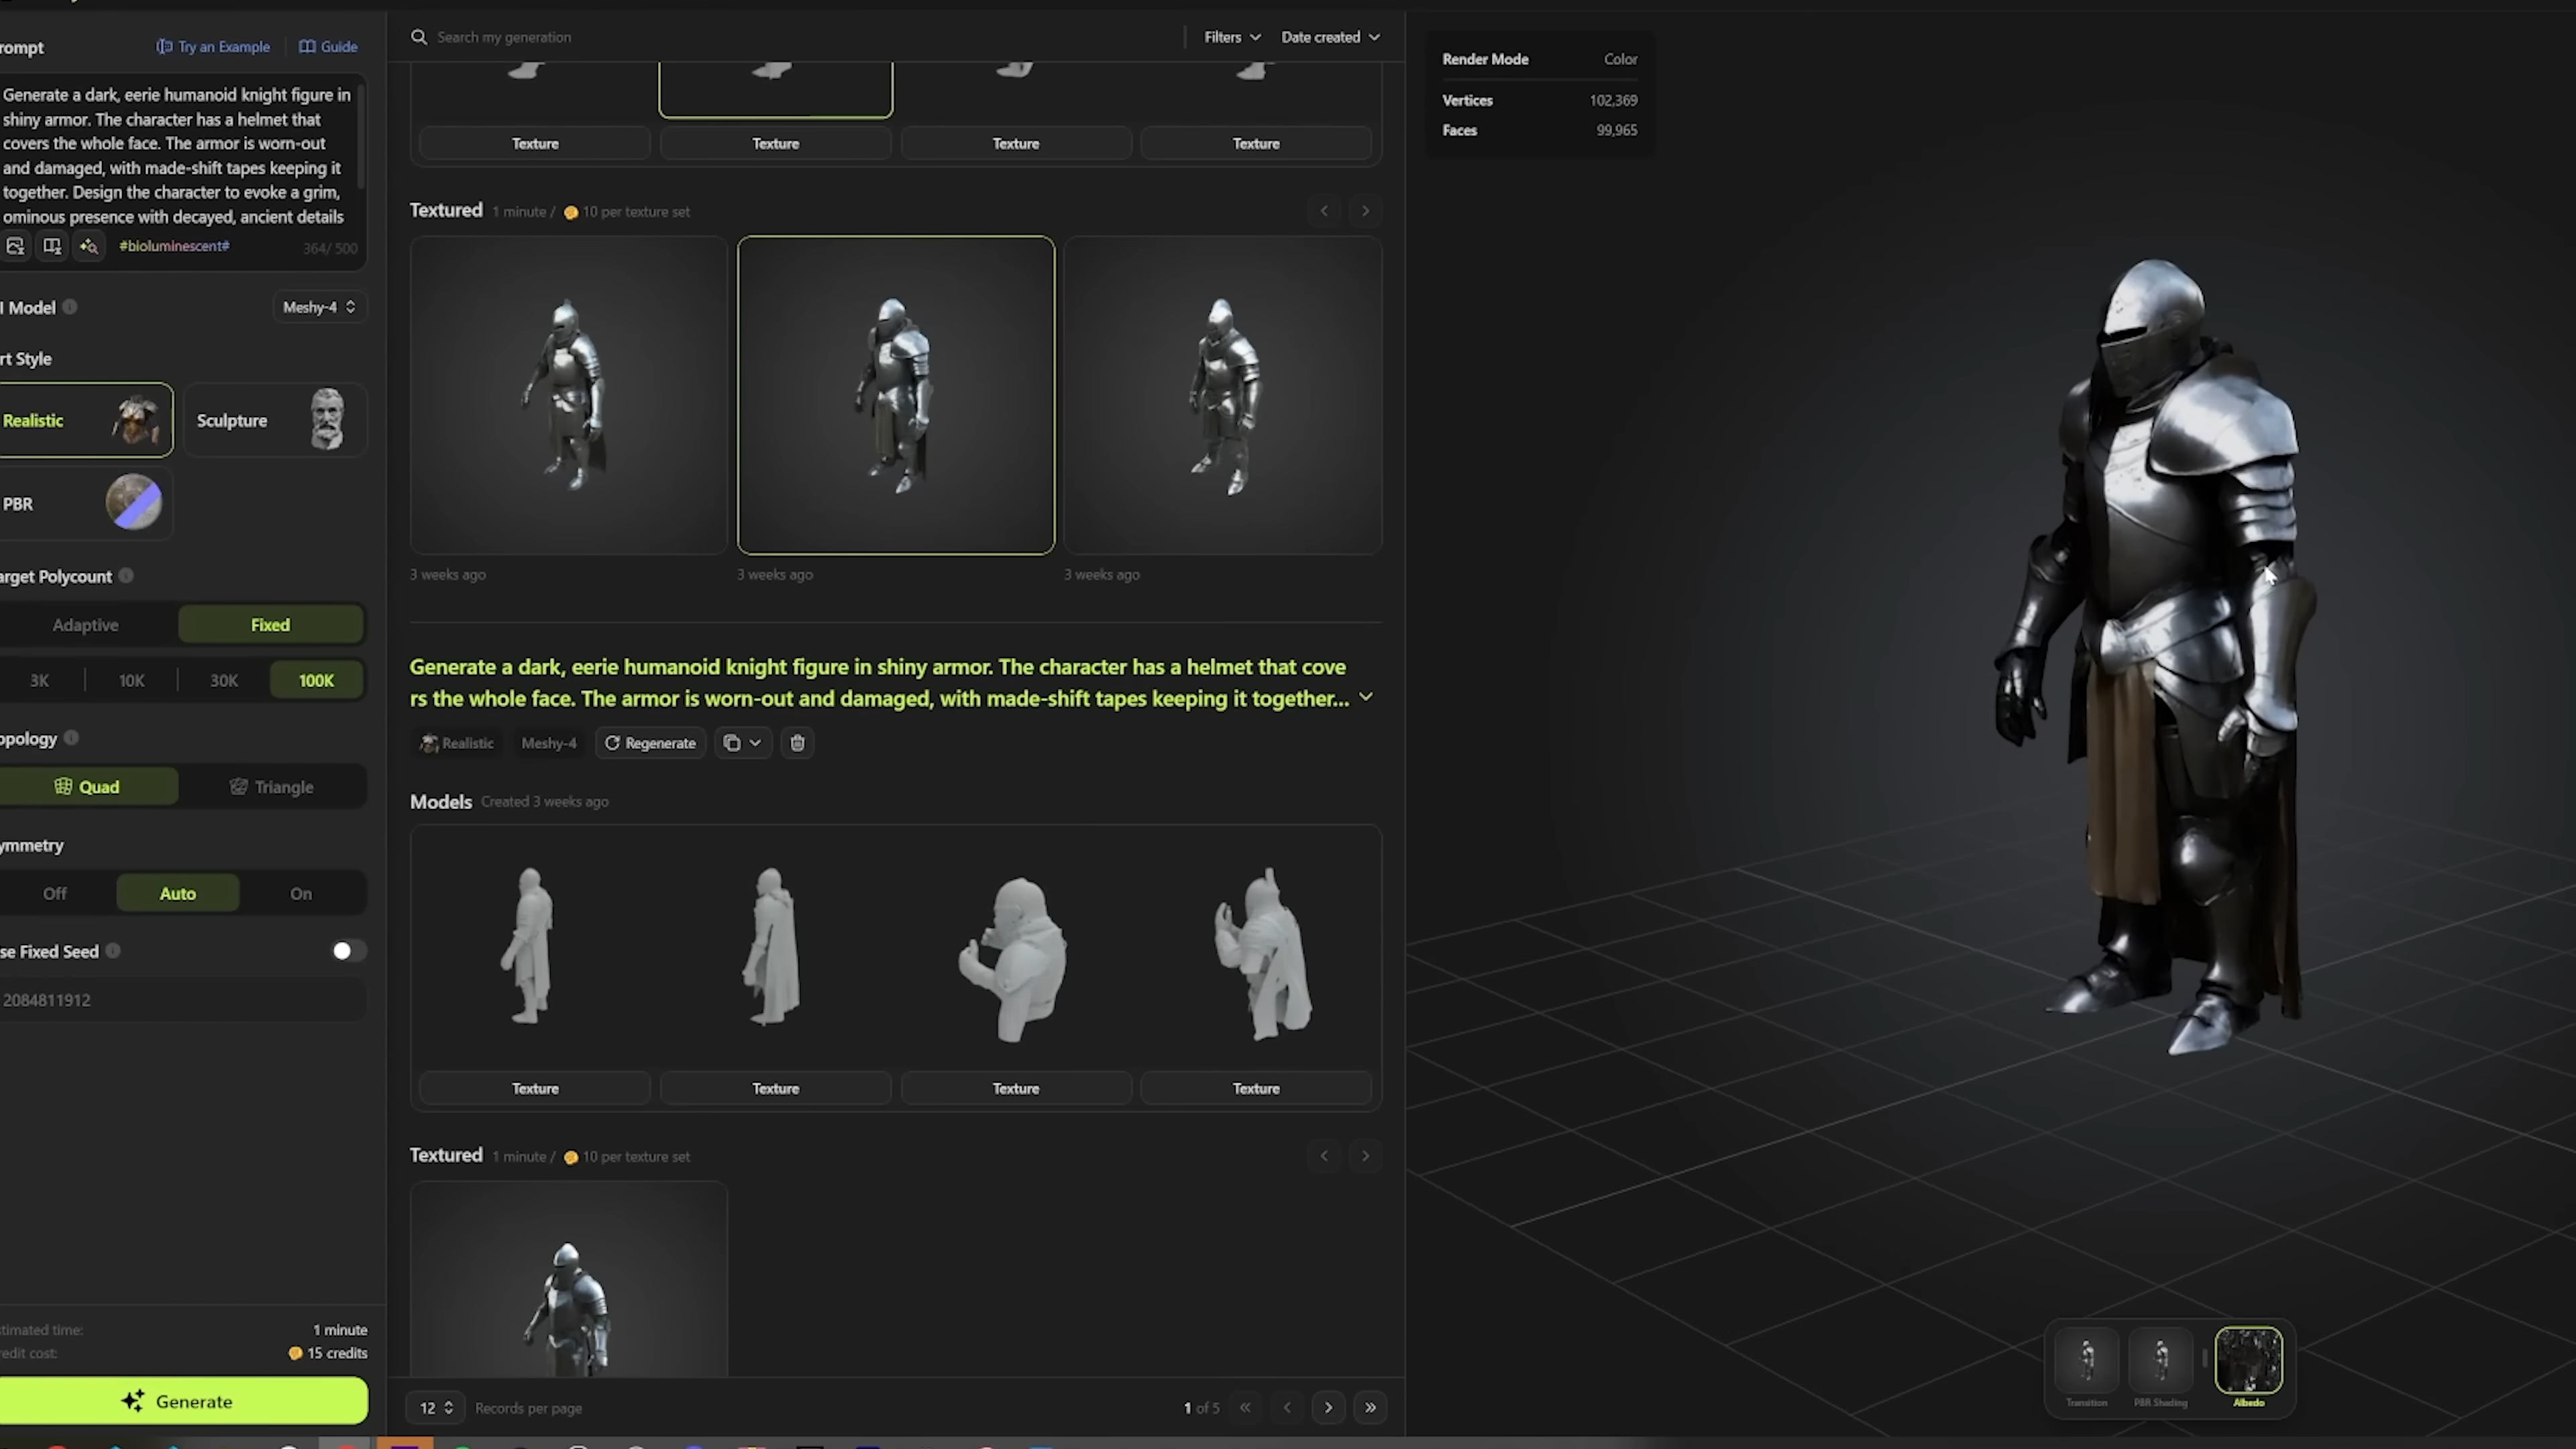 rompt
Try an Example
Guide
Generate a dark, eerie humanoid knight figure in
shiny armor. The character has a helmet that
covers the whole face. The armor is worn-out
and damaged, with made-shift tapes keeping it
together. Design the character to evoke a grim,
ominous presence with decayed, ancient details
#bioluminescent#
364/ 500
I Model
Meshy-4
rt Style
Realistic
Sculpture
PBR
arget Polycount
Adaptive
Fixed
3K
10K
30K
100K
opology
Quad
Triangle
ymmetry
Off
Auto
On
se Fixed Seed
2084811912
stimated time:
1 minute
redit cost:
15 credits
Generate
Search my generation
Filters
Date created
Texture
Texture
Texture
Texture
Textured
1 minute /
10 per texture set
3 weeks ago
3 weeks ago
3 weeks ago
Generate a dark, eerie humanoid knight figure in shiny armor. The character has a helmet that cove
rs the whole face. The armor is worn-out and damaged, with made-shift tapes keeping it together...
Realistic
Meshy-4
Regenerate
Models
Created 3 weeks ago
Texture
Texture
Texture
Texture
Textured
1 minute /
10 per texture set
12
Records per page
1 of 5
Render Mode
Color
Vertices
102,369
Faces
99,965
Transition
PBR Shading
Albedo